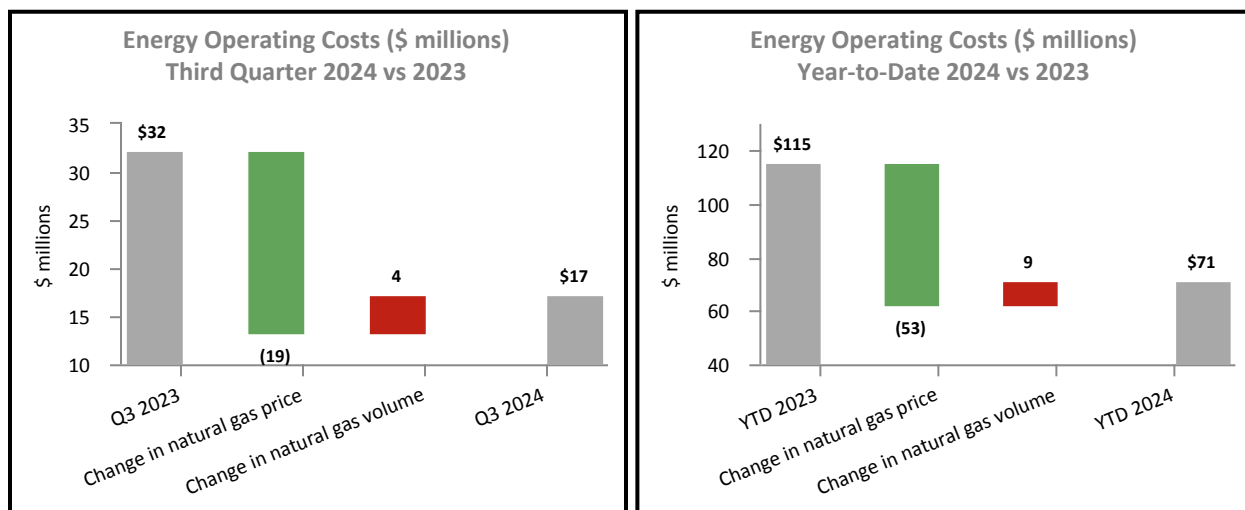 Energy Operating Costs ($ millions)
Third Quarter 2024 vs 2023
$ millions
35
30
25
20
15
10
$32
(19)
4
$17
Q3 2023
Change in natural gas price
Change in natural gas volume
Q3 2024
Energy Operating Costs ($ millions)
Year-to-Date 2024 vs 2023
$ millions
120
100
80
60
40
$115
(53)
9
$71
YTD 2023
Change in natural gas price
Change in natural gas volume
YTD 2024